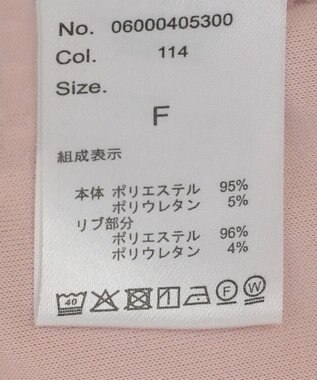 No. 06000405300
Col. 114
Size.
F
組成表示
本体 ポリエステル 95%
ポリウレタン 5%
リブ部分
ポリエステル 96%
ポリウレタン 4%
40 F W